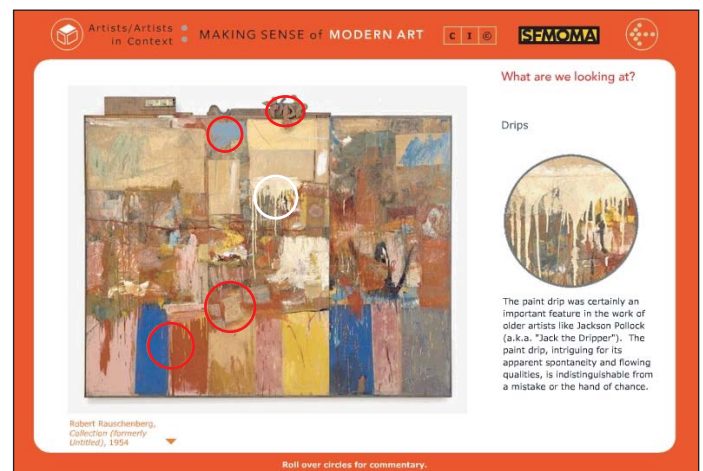 Artists/Artists
in Context
MAKING SENSE of MODERN ART
C I ©
SFMOMA
What are we looking at?
Drips
The paint drip was certainly an
important feature in the work of
older artists like Jackson Pollock
(a.k.a. "Jack the Dripper"). The
paint drip, intriguing for its
apparent spontaneity and flowing
qualities, is indistinguishable from
a mistake or the hand of chance.
Robert Rauschenberg,
Collection (formerly
Untitled), 1954
Roll over circles for commentary.